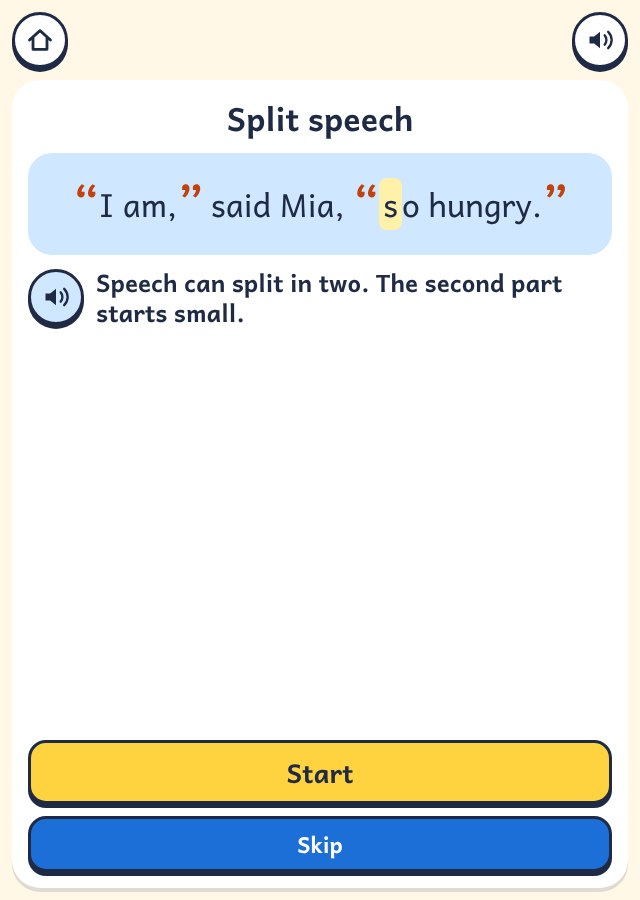 Split speech
“I am,” said Mia, “so hungry.”
Speech can split in two. The second part
starts small.
Start
Skip